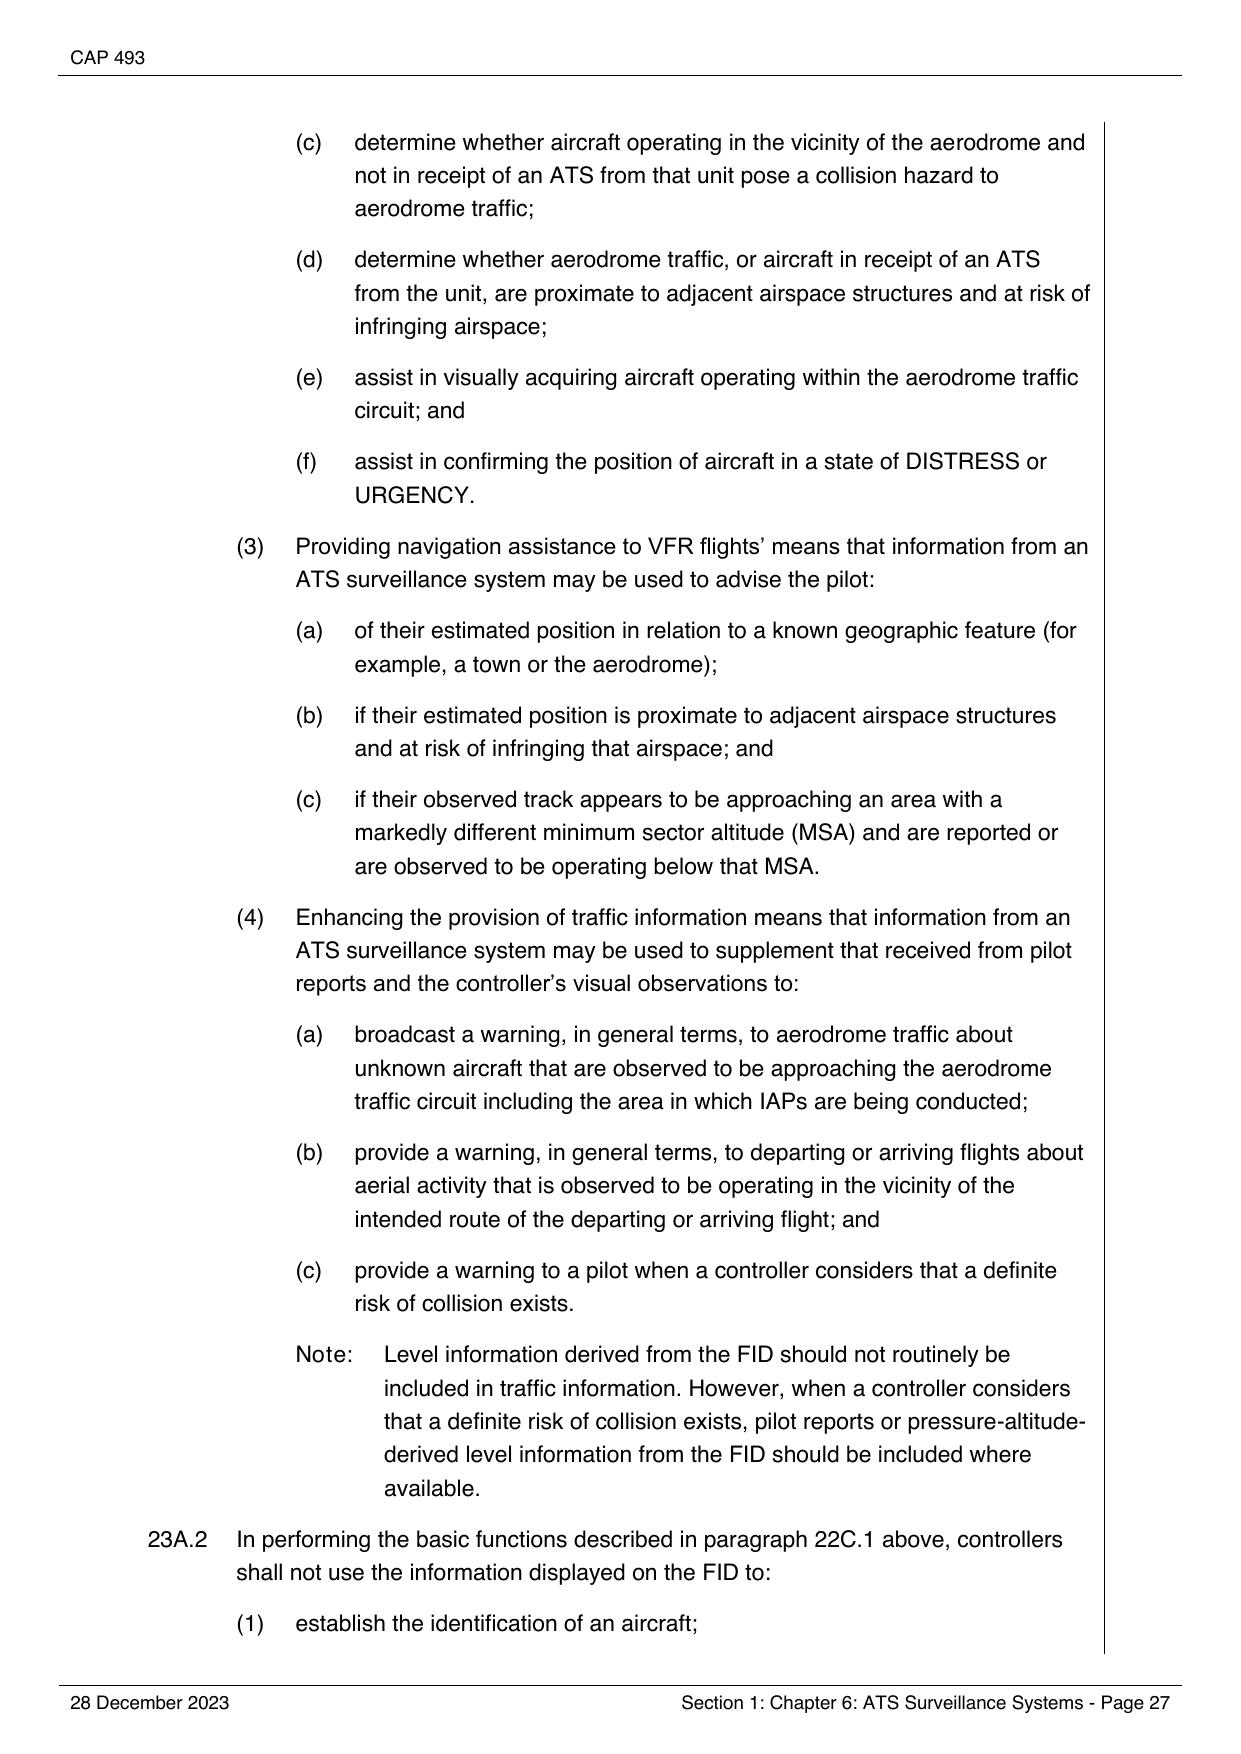 CAP 493
(c) determine whether aircraft operating in the vicinity of the aerodrome and
not in receipt of an ATS from that unit pose a collision hazard to
aerodrome traffic;
(d) determine whether aerodrome traffic, or aircraft in receipt of an ATS
from the unit, are proximate to adjacent airspace structures and at risk of
infringing airspace;
(e) assist in visually acquiring aircraft operating within the aerodrome traffic
circuit; and
(f) assist in confirming the position of aircraft in a state of DISTRESS or
URGENCY.
(3) Providing navigation assistance to VFR flights’ means that information from an
ATS surveillance system may be used to advise the pilot:
(a) of their estimated position in relation to a known geographic feature (for
example, a town or the aerodrome);
(b) if their estimated position is proximate to adjacent airspace structures
and at risk of infringing that airspace; and
(c) if their observed track appears to be approaching an area with a
markedly different minimum sector altitude (MSA) and are reported or
are observed to be operating below that MSA.
(4) Enhancing the provision of traffic information means that information from an
ATS surveillance system may be used to supplement that received from pilot
reports and the controller’s visual observations to:
(a) broadcast a warning, in general terms, to aerodrome traffic about
unknown aircraft that are observed to be approaching the aerodrome
traffic circuit including the area in which IAPs are being conducted;
(b) provide a warning, in general terms, to departing or arriving flights about
aerial activity that is observed to be operating in the vicinity of the
intended route of the departing or arriving flight; and
(c) provide a warning to a pilot when a controller considers that a definite
risk of collision exists.
Note: Level information derived from the FID should not routinely be
included in traffic information. However, when a controller considers
that a definite risk of collision exists, pilot reports or pressure-altitude-
derived level information from the FID should be included where
available.
23A.2 In performing the basic functions described in paragraph 22C.1 above, controllers
shall not use the information displayed on the FID to:
(1) establish the identification of an aircraft;
28 December 2023 Section 1: Chapter 6: ATS Surveillance Systems - Page 27